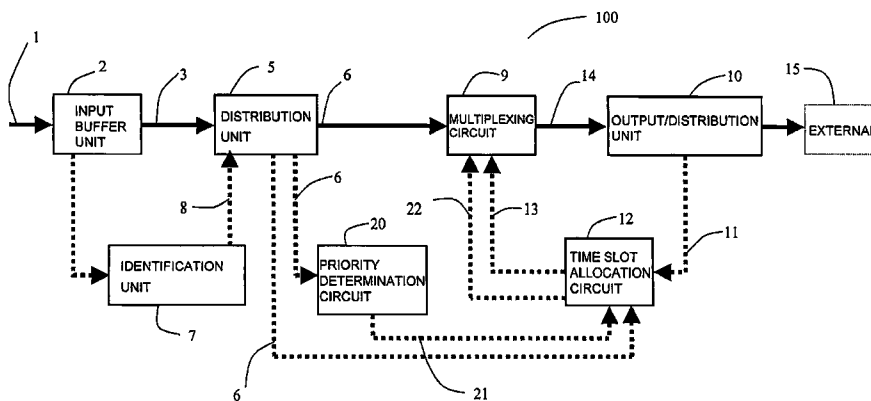 100
1
2
3
5
6
9
14
10
15
INPUT
BUFFER
UNIT
DISTRIBUTION
UNIT
MULTIPLEXING
CIRCUIT
OUTPUT/DISTRIBUTION
UNIT
EXTERNAL
8
6
20
22
13
12
11
IDENTIFICATION
UNIT
PRIORITY
DETERMINATION
CIRCUIT
TIME SLOT
ALLOCATION
CIRCUIT
7
6
21